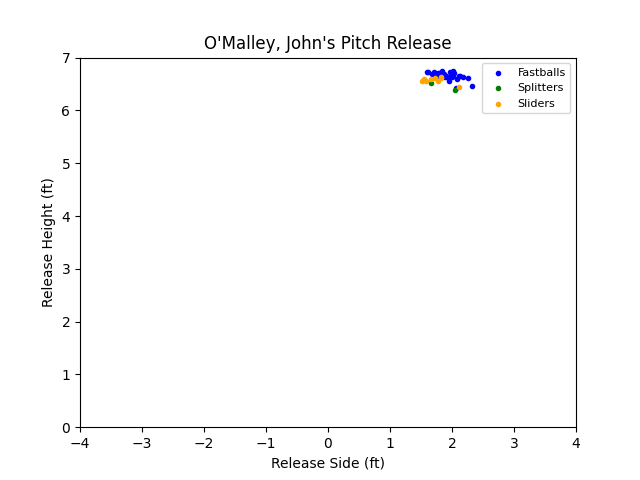 O'Malley, John's Pitch Release
Release Height (ft)
7
6
5
4
3
2
1
0
−4
−3
−2
−1
0
1
2
3
4
Release Side (ft)
Fastballs
Splitters
Sliders